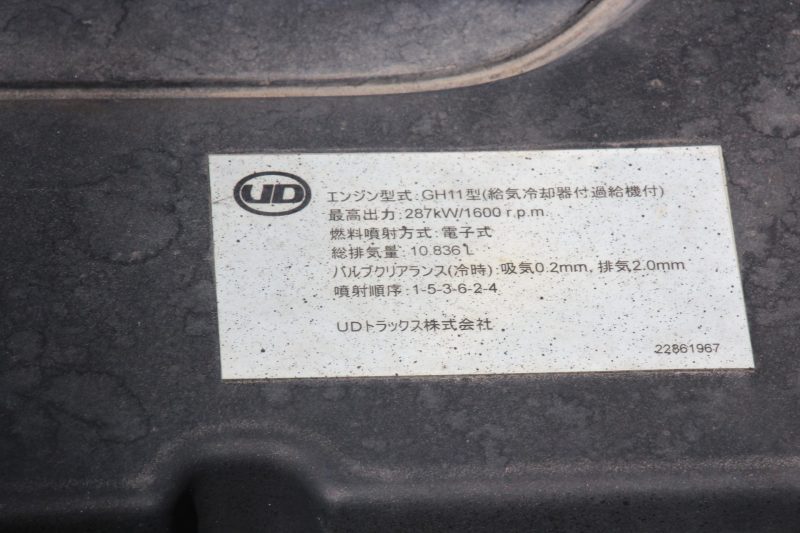 UD
エンジン型式:GH11型(給気冷却器付過給機付)
最高出力:287kW/1600 r.p.m.
燃料噴射方式:電子式
総排気量:10.836 L
バルブクリアランス(冷時):吸気0.2mm, 排気2.0mm
噴射順序:1-5-3-6-2-4
UDトラックス株式会社
22861967